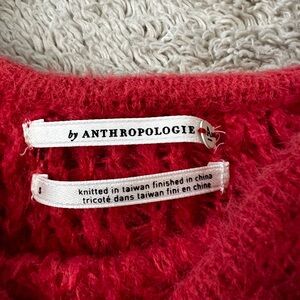 by ANTHROPOLOGIE
knitted in taiwan finished in china
tricoté dans taiwan fini en chine